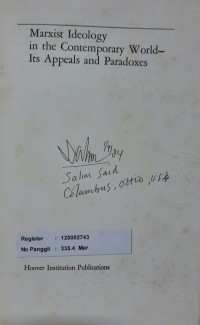 Marxist Ideology
in the Contemporary World—
Its Appeals and Paradoxes
Salim Said
Columbus, Ohio, USA
Register : 120002743
No Panggil : 335.4 Mar
Hoover Institution Publications